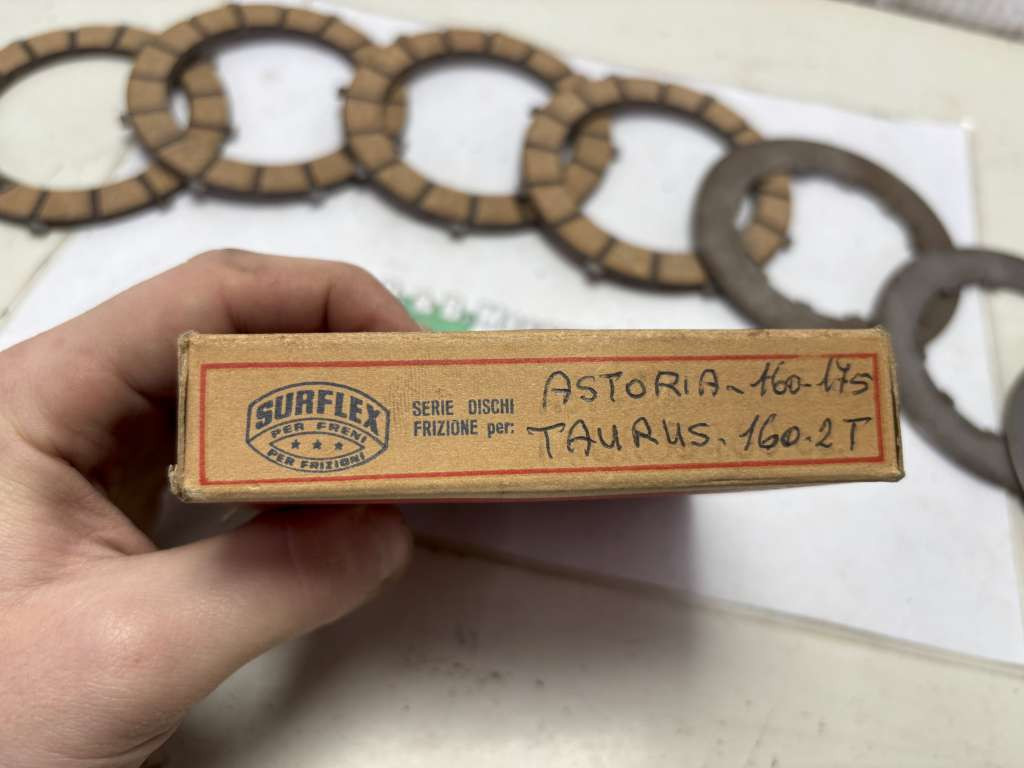 SURFLEX
PER FRENI
PER FRIZIONI
SERIE DISCHI
FRIZIONE per:
ASTORIA - 160-175
TAURUS. 160.2T